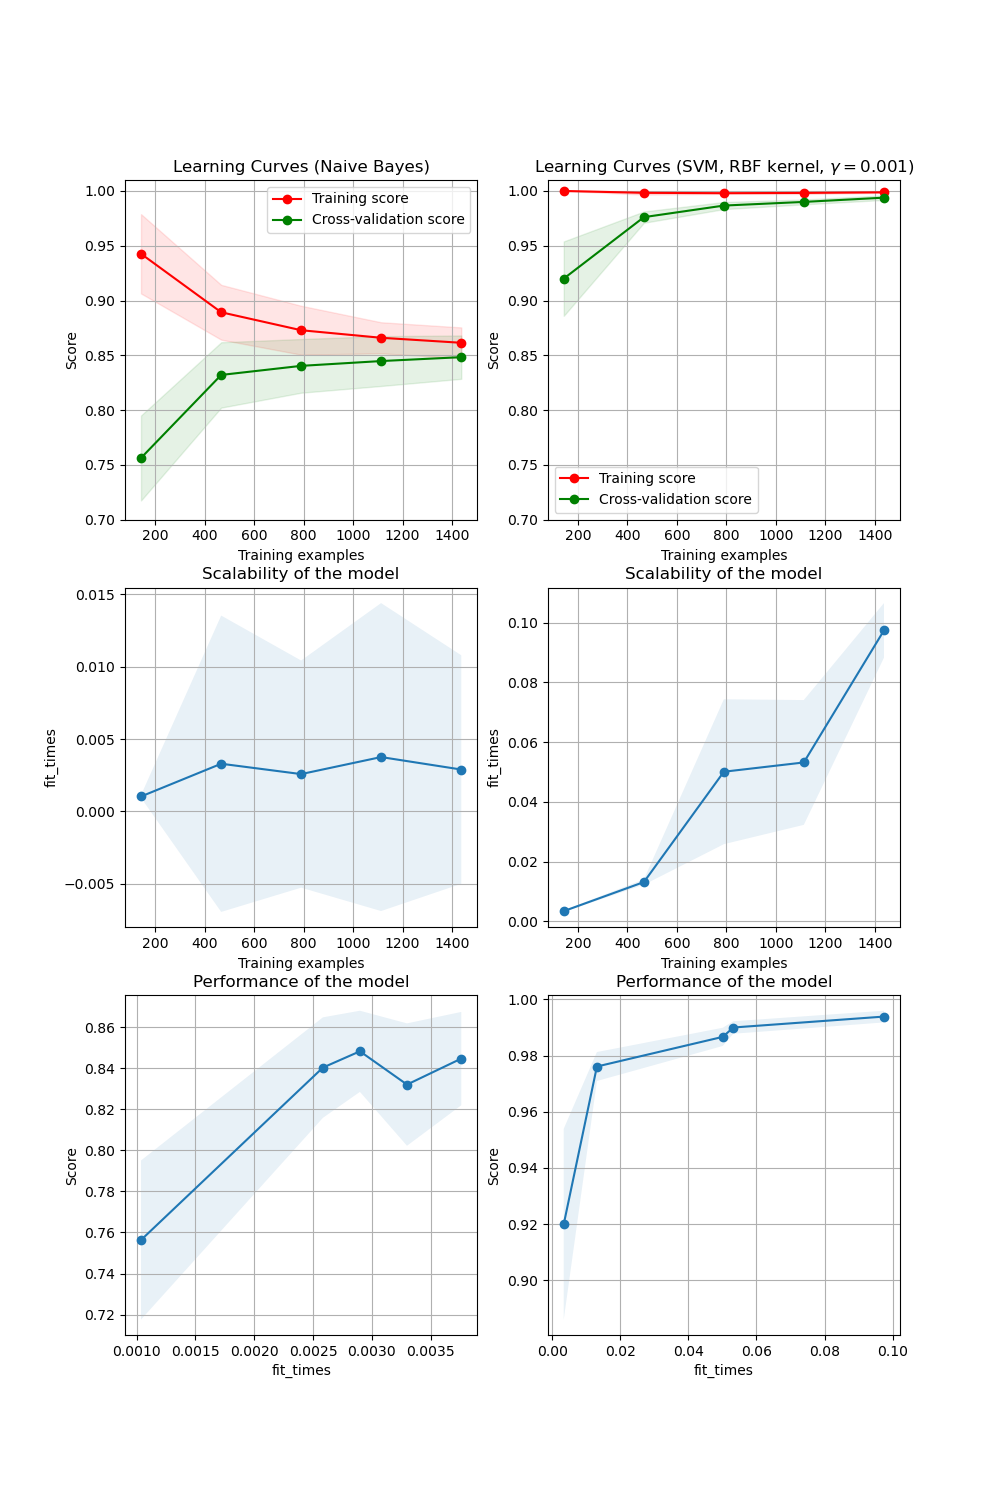 Learning Curves (Naive Bayes)
Score
1.00
0.95
0.90
0.85
0.80
0.75
0.70
Training score
Cross-validation score
200 400 600 800 1000 1200 1400
Training examples
Learning Curves (SVM, RBF kernel, γ = 0.001)
Score
1.00
0.95
0.90
0.85
0.80
0.75
0.70
Training score
Cross-validation score
200 400 600 800 1000 1200 1400
Training examples
Scalability of the model
fit_times
0.015
0.010
0.005
0.000
−0.005
200 400 600 800 1000 1200 1400
Training examples
Scalability of the model
fit_times
0.10
0.08
0.06
0.04
0.02
0.00
200 400 600 800 1000 1200 1400
Training examples
Performance of the model
Score
0.86
0.84
0.82
0.80
0.78
0.76
0.74
0.72
0.0010 0.0015 0.0020 0.0025 0.0030 0.0035
fit_times
Performance of the model
Score
1.00
0.98
0.96
0.94
0.92
0.90
0.00 0.02 0.04 0.06 0.08 0.10
fit_times